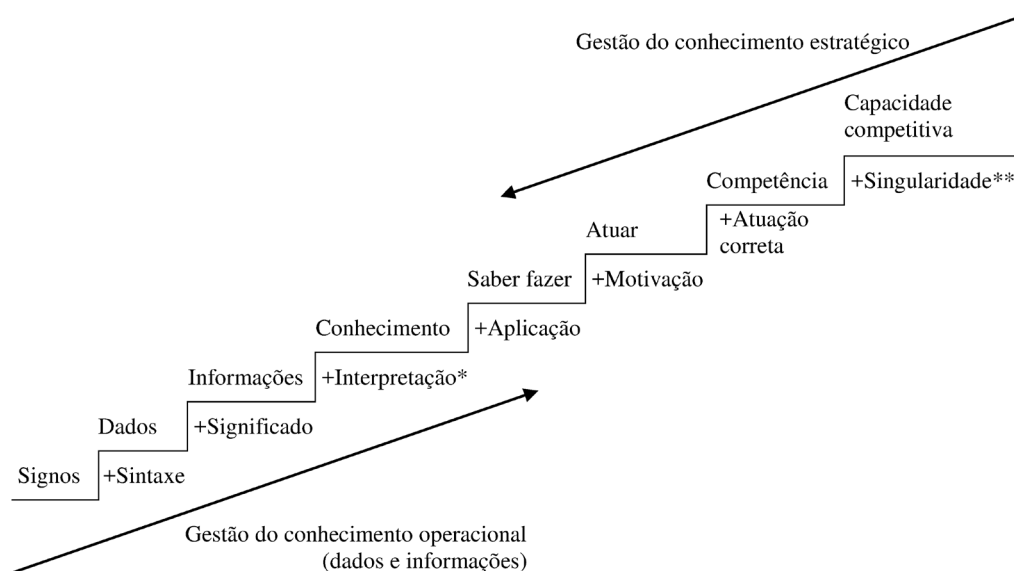 Gestão do conhecimento estratégico
Capacidade
competitiva
Competência
+Singularidade**
Atuar
+Atuação
correta
Saber fazer
+Motivação
Conhecimento
+Aplicação
Informações
+Interpretação*
Dados
+Significado
Signos
+Sintaxe
Gestão do conhecimento operacional
(dados e informações)